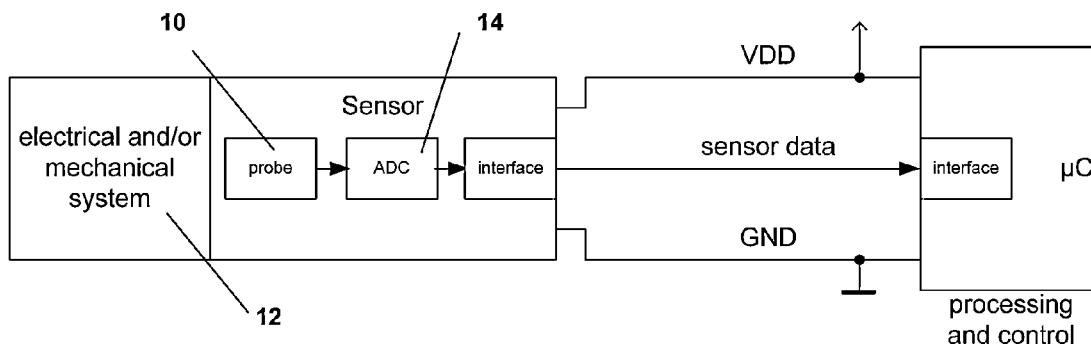 10
14
VDD
Sensor
electrical and/or
mechanical
system
probe
ADC
interface
sensor data
interface
µC
GND
12
processing
and control